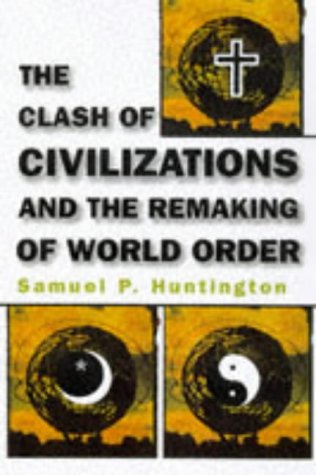 THE
CLASH OF
CIVILIZATIONS
AND THE REMAKING
OF WORLD ORDER
Samuel P. Huntington